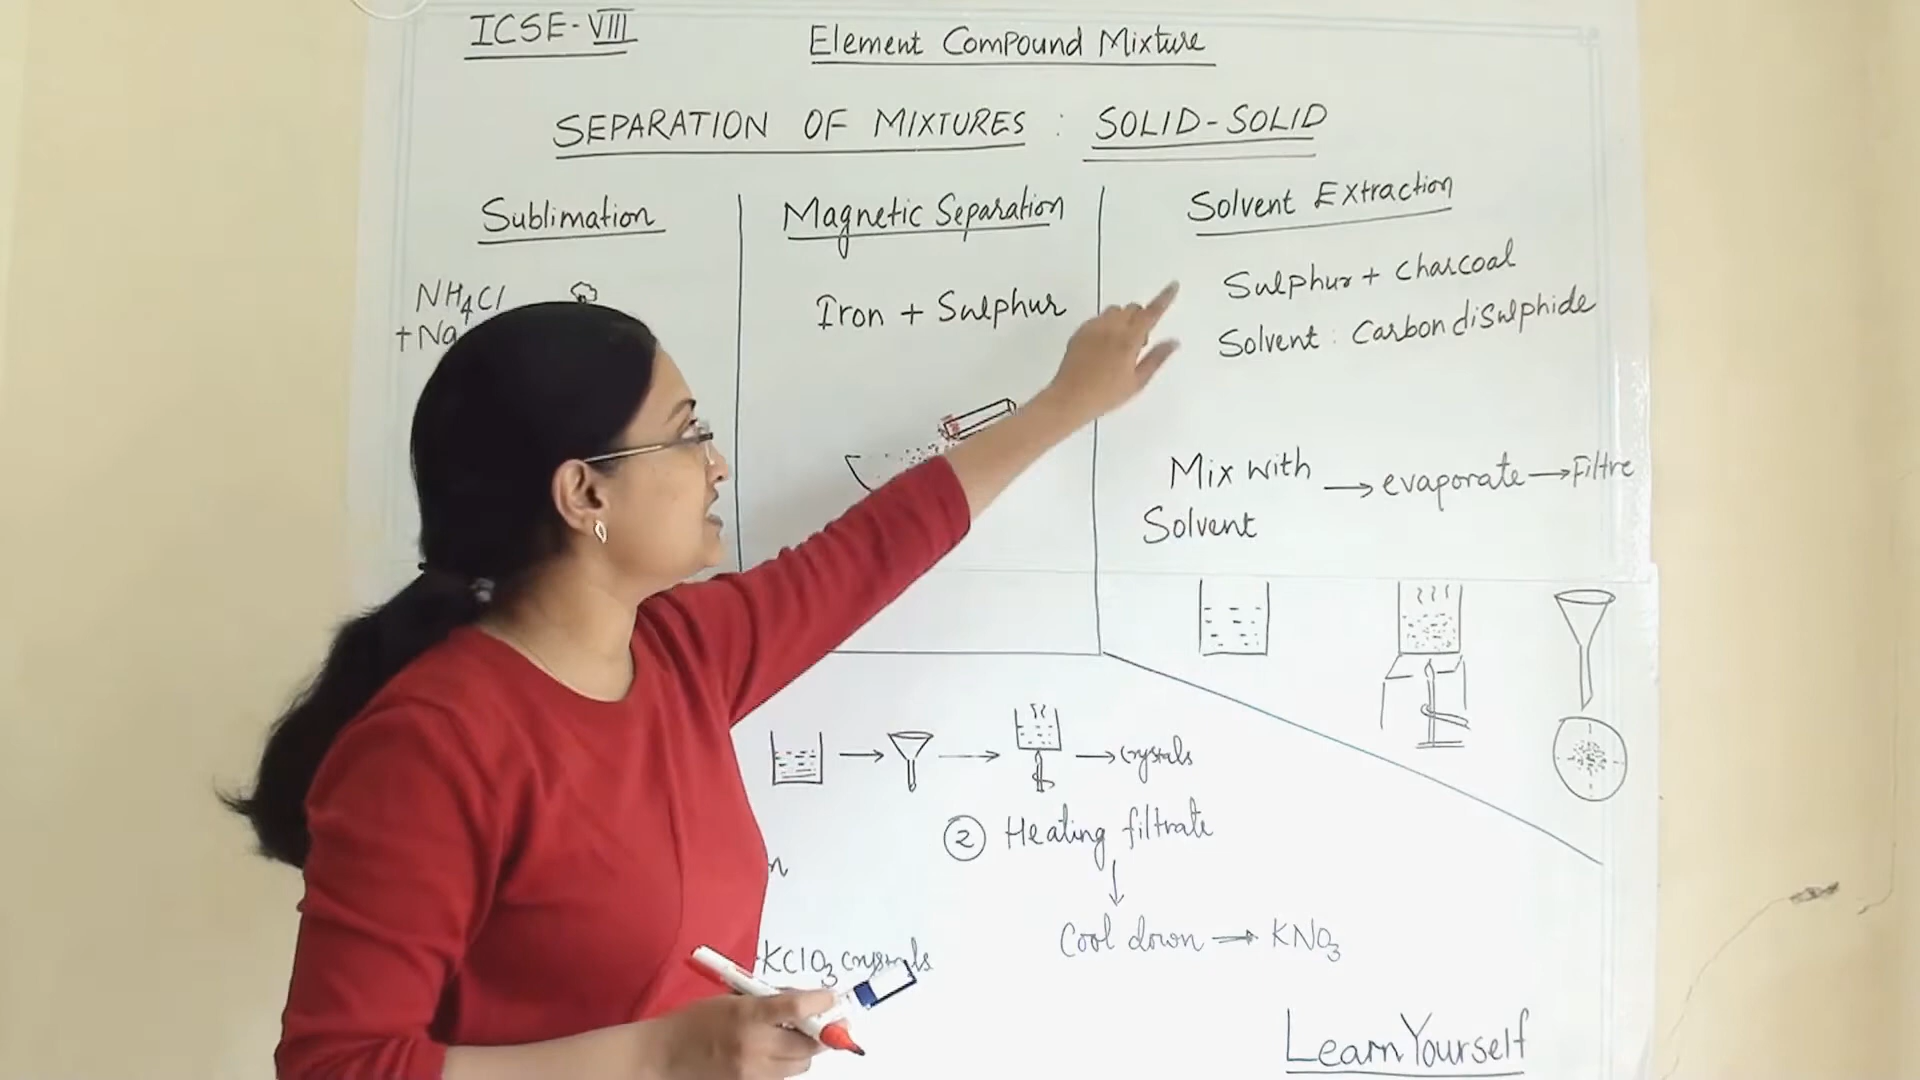 ICSE-VIII
Element Compound Mixture
SEPARATION OF MIXTURES : SOLID-SOLID
Sublimation
NH4Cl
+ Na
Magnetic Separation
Iron + Sulphur
Solvent Extraction
Sulphur + Charcoal
Solvent : Carbon disulphide
Mix with → evaporate → Filtre
Solvent
→ → → crystals
② Heating filtrate
↓
Cool down → KNO3
n
KClO3 crystals
Learn Yourself